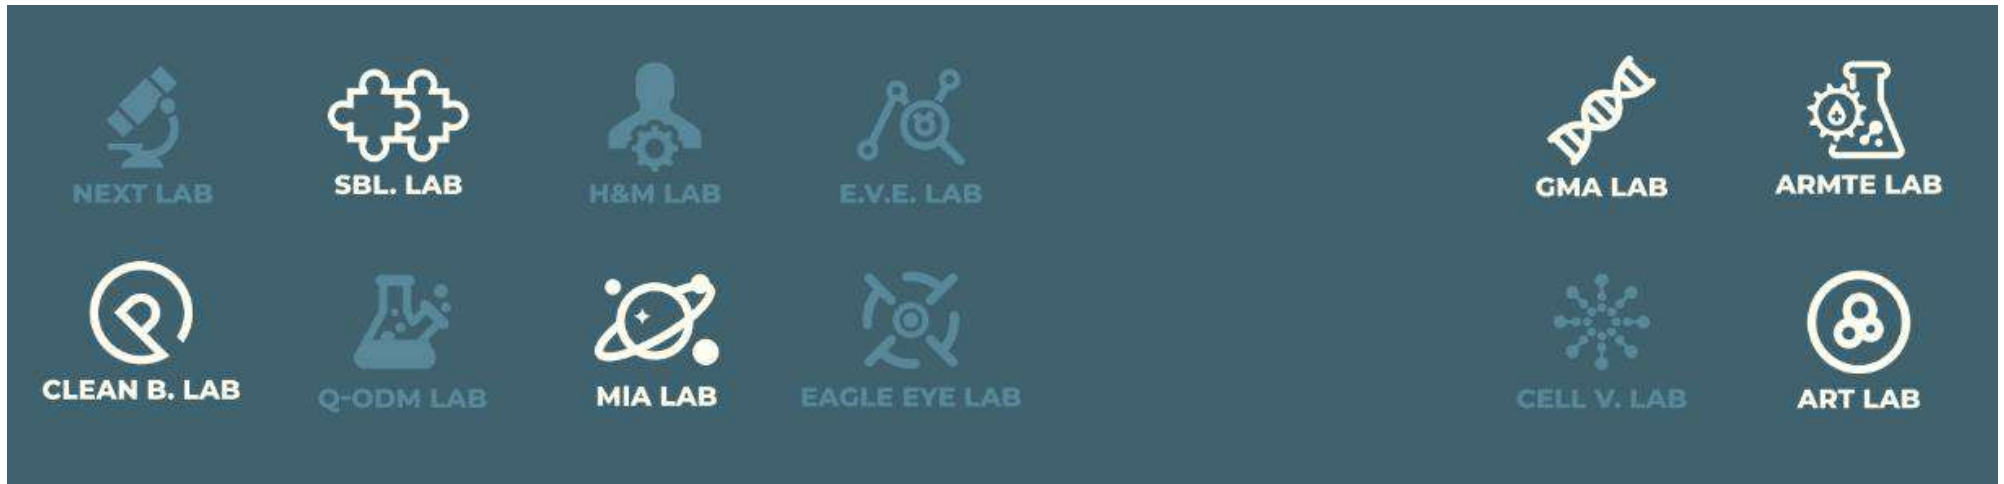 NEXT LAB
SBL. LAB
H&M LAB
E.V.E. LAB
GMA LAB
ARMTE LAB
CLEAN B. LAB
Q-ODM LAB
MIA LAB
EAGLE EYE LAB
CELL V. LAB
ART LAB